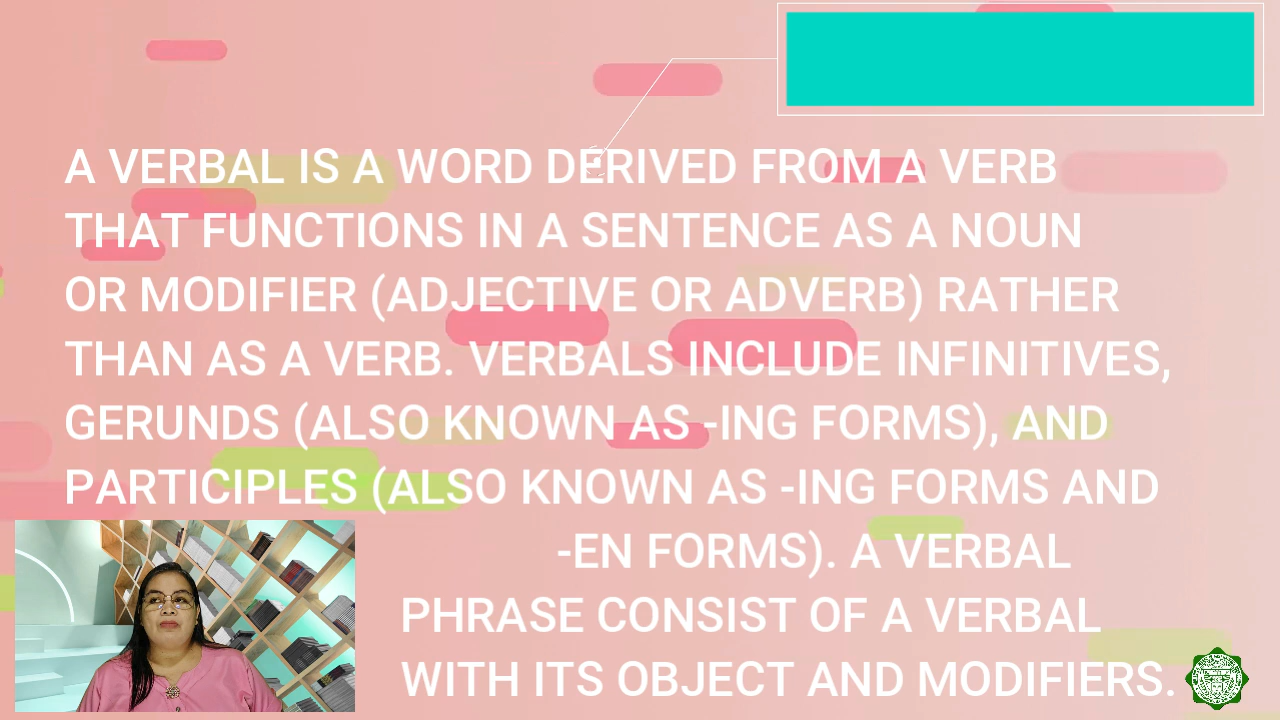 A VERBAL IS A WORD DERIVED FROM A VERB
THAT FUNCTIONS IN A SENTENCE AS A NOUN
OR MODIFIER (ADJECTIVE OR ADVERB) RATHER
THAN AS A VERB. VERBALS INCLUDE INFINITIVES,
GERUNDS (ALSO KNOWN AS -ING FORMS), AND
PARTICIPLES (ALSO KNOWN AS -ING FORMS AND
-EN FORMS). A VERBAL
PHRASE CONSIST OF A VERBAL
WITH ITS OBJECT AND MODIFIERS.